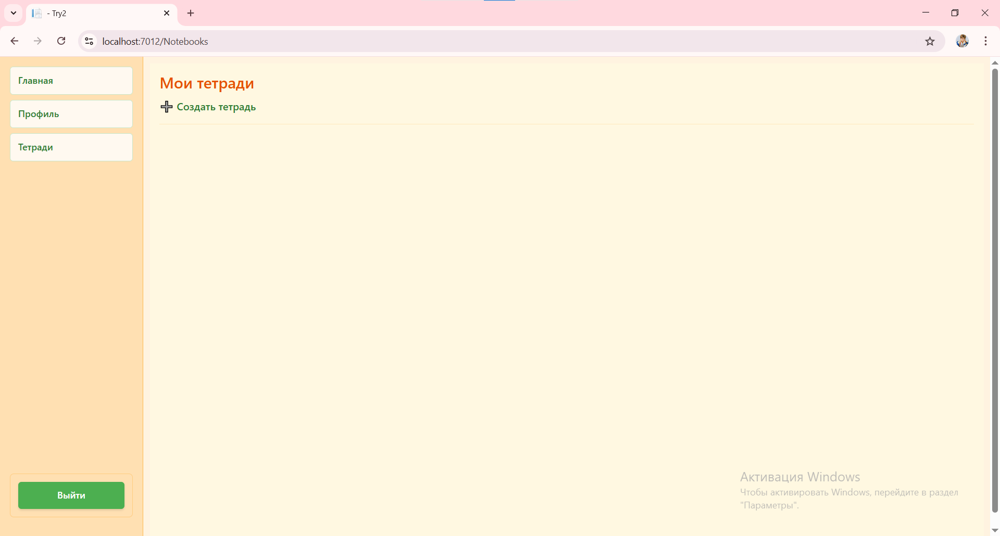 - Try2
localhost:7012/Notebooks
Главная
Профиль
Тетради
Выйти
Мои тетради
Создать тетрадь
Активация Windows
Чтобы активировать Windows, перейдите в раздел
"Параметры".